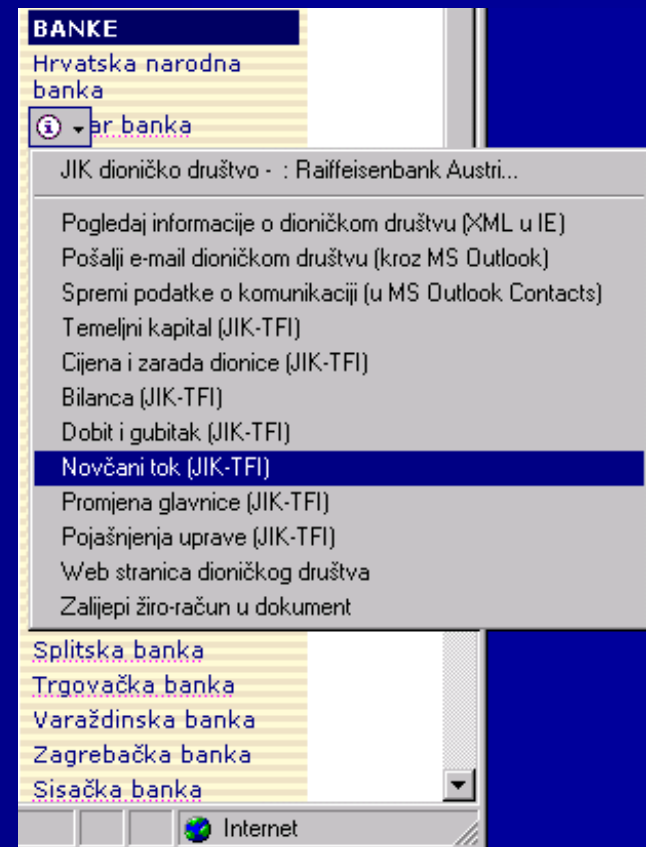 BANKE
Hrvatska narodna
banka
ar banka
JIK dioničko društvo - : Raiffeisenbank Austri...
Pogledaj informacije o dioničkom društvu (XML u IE)
Pošalji e-mail dioničkom društvu (kroz MS Outlook)
Spremi podatke o komunikaciji (u MS Outlook Contacts)
Temeljni kapital (JIK-TFI)
Cijena i zarada dionice (JIK-TFI)
Bilanca (JIK-TFI)
Dobit i gubitak (JIK-TFI)
Novčani tok (JIK-TFI)
Promjena glavnice (JIK-TFI)
Pojašnjenja uprave (JIK-TFI)
Web stranica dioničkog društva
Zalijepi žiro-račun u dokument
Splitska banka
Trgovačka banka
Varaždinska banka
Zagrebačka banka
Sisačka banka
Internet